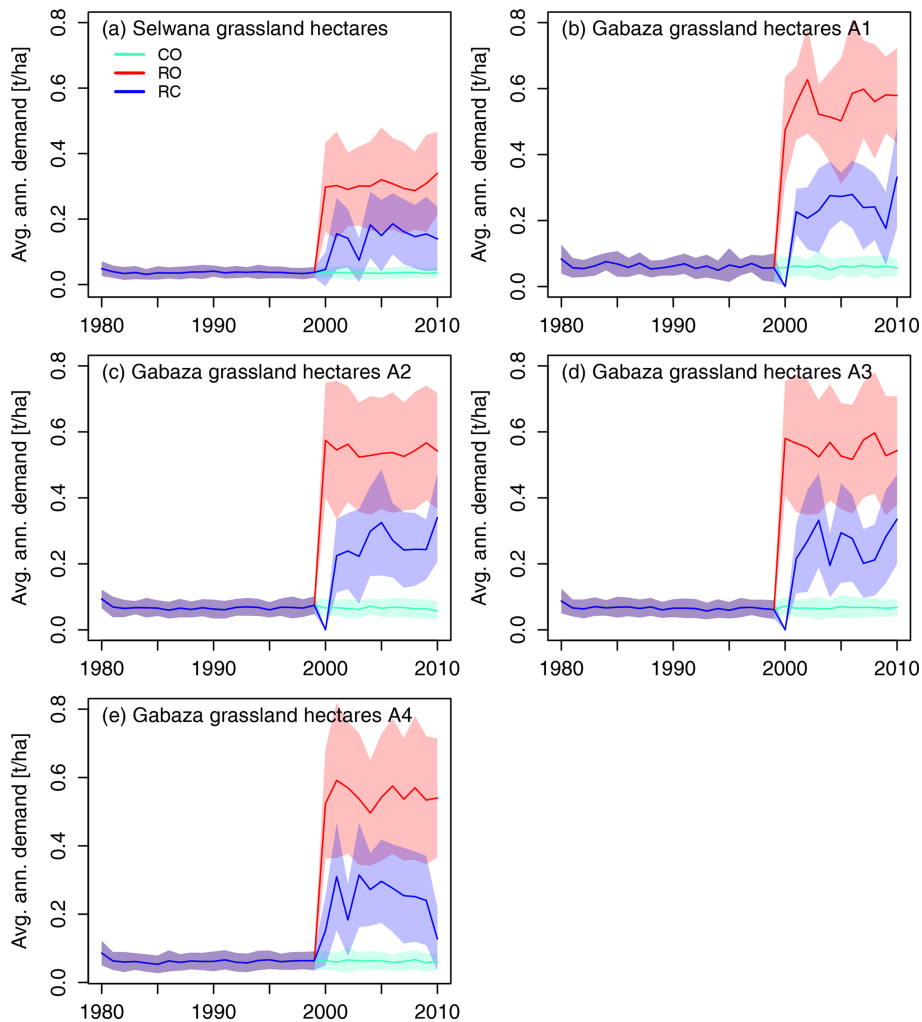 (a) Selwana grassland hectares
CO
RO
RC
Avg. ann. demand [t/ha]
0.8
0.6
0.4
0.2
0.0
1980 1990 2000 2010
(b) Gabaza grassland hectares A1
Avg. ann. demand [t/ha]
0.8
0.6
0.4
0.2
0.0
1980 1990 2000 2010
(c) Gabaza grassland hectares A2
Avg. ann. demand [t/ha]
0.8
0.6
0.4
0.2
0.0
1980 1990 2000 2010
(d) Gabaza grassland hectares A3
Avg. ann. demand [t/ha]
0.8
0.6
0.4
0.2
0.0
1980 1990 2000 2010
(e) Gabaza grassland hectares A4
Avg. ann. demand [t/ha]
0.8
0.6
0.4
0.2
0.0
1980 1990 2000 2010